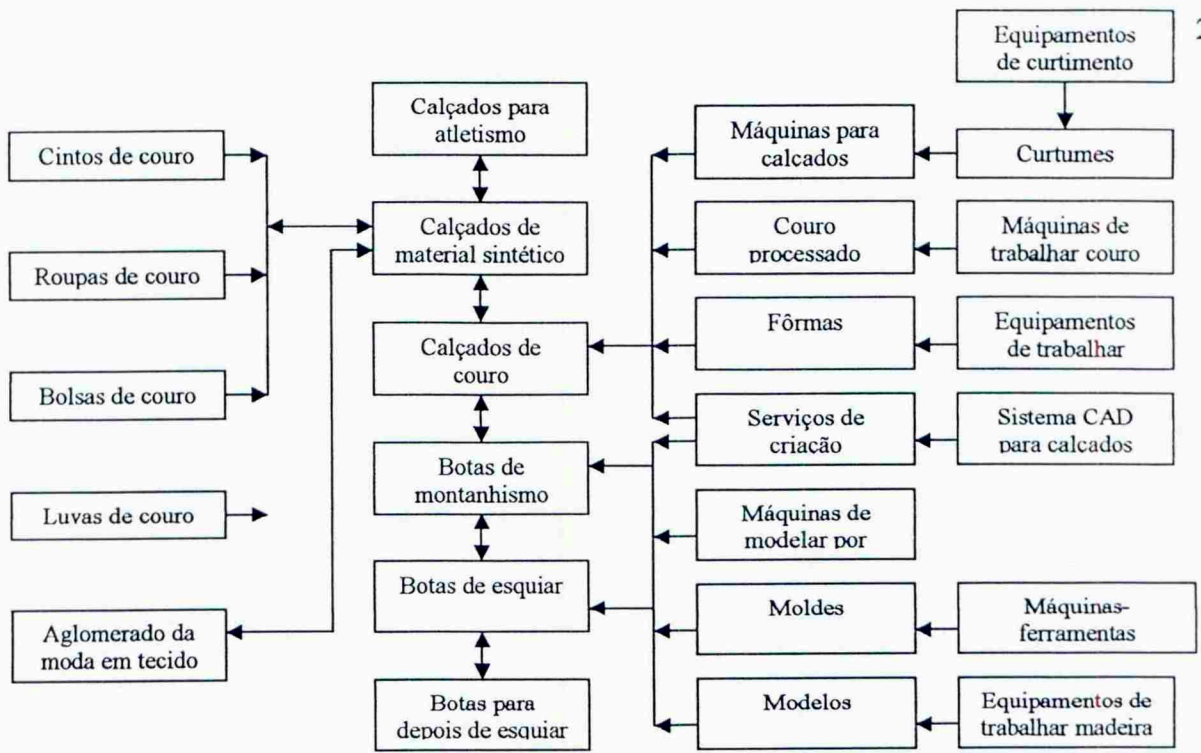 Equipamentos
de curtimento
2
Calçados para
atletismo
Máquinas para
calcados
Curtumes
Cintos de couro
Calçados de
material sintético
Couro
processado
Máquinas de
trabalhar couro
Roupas de couro
Calçados de
couro
Fôrmas
Equipamentos
de trabalhar
Bolsas de couro
Serviços de
criação
Sistema CAD
para calcados
Botas de
montanhismo
Luvas de couro
Máquinas de
modelar por
Botas de esquiar
Moldes
Máquinas-
ferramentas
Aglomerado da
moda em tecido
Botas para
depois de esquiar
Modelos
Equipamentos de
trabalhar madeira